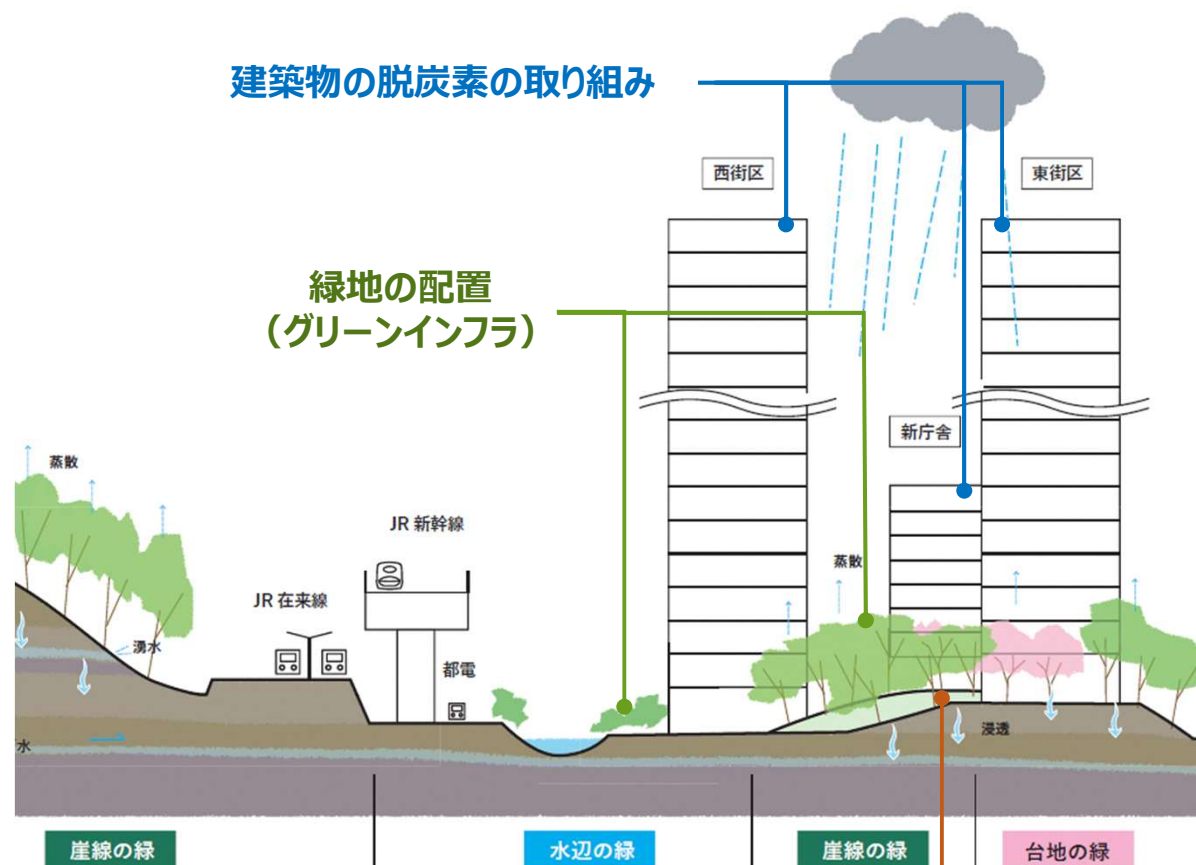 建築物の脱炭素の取り組み
西街区
東街区
緑地の配置
（グリーンインフラ）
新庁舎
蒸散
JR 新幹線
蒸散
JR 在来線
湧水
都電
浸透
水
崖線の緑
水辺の緑
崖線の緑
台地の緑